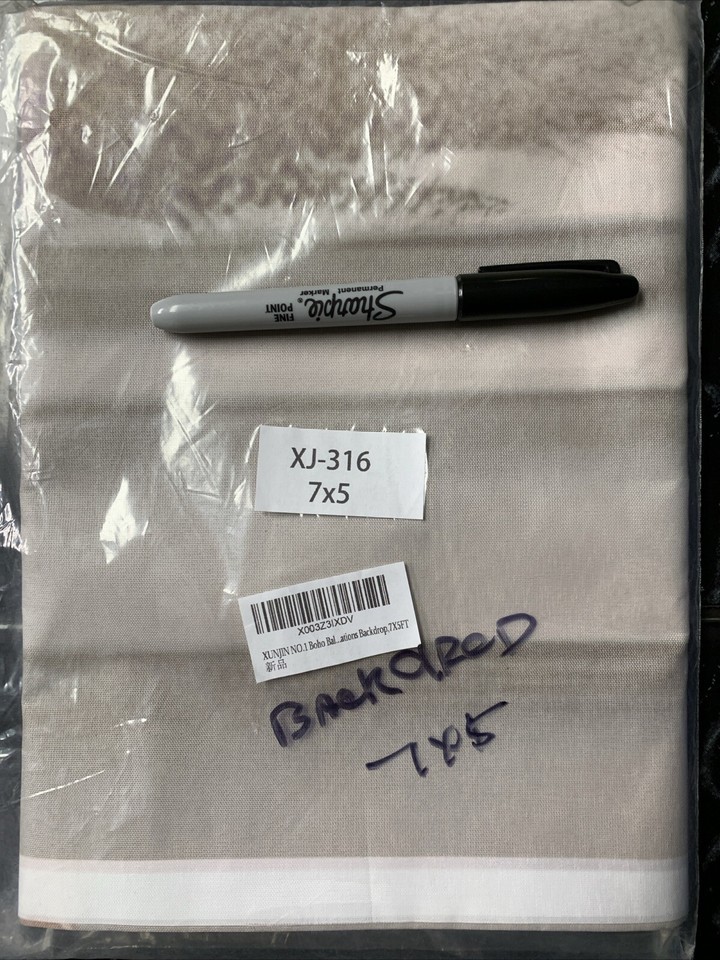 Sharpie®
Permanent Marker
FINE
POINT
XJ-316
7x5
X003Z3IXDV
XUNJIN NO.1 Boho Bal...ations Backdrop,7X5FT
新品
BACKDROD
7x5